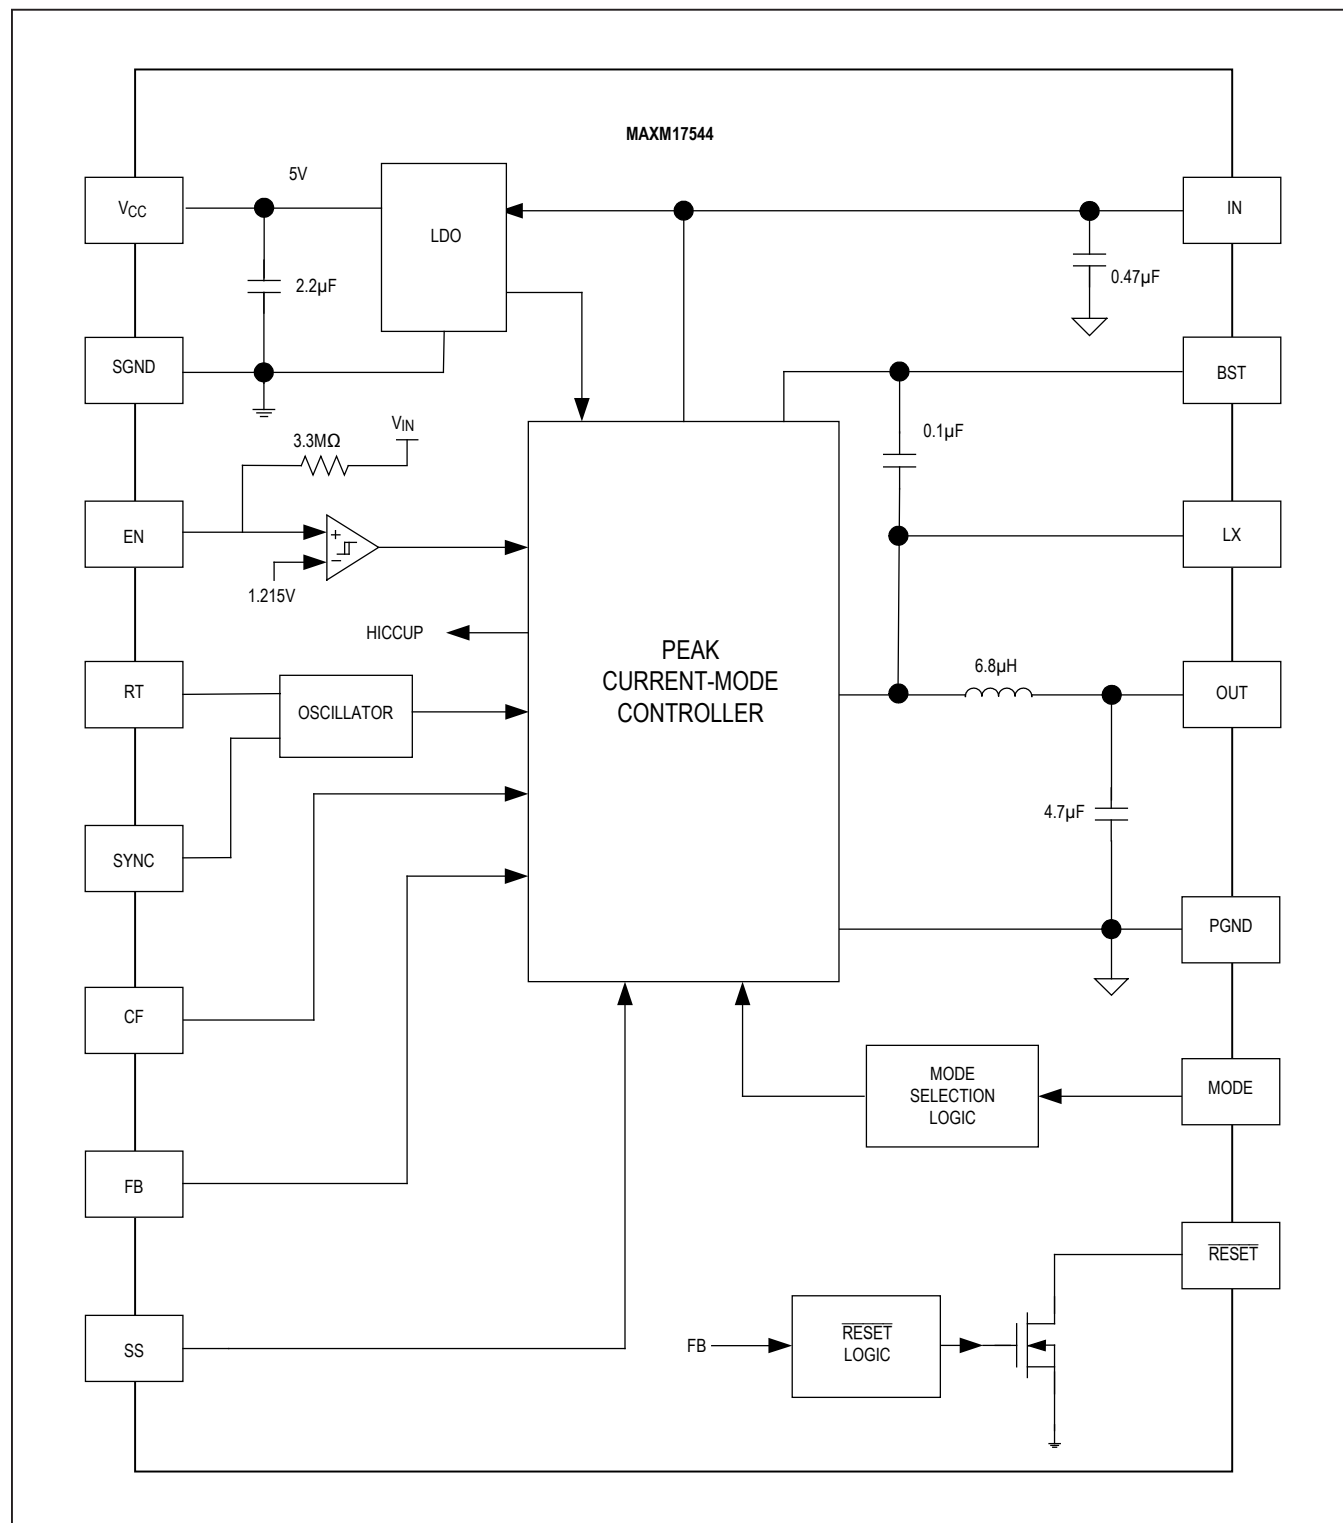 MAXM17544
VCC
5V
LDO
IN
2.2µF
0.47µF
SGND
BST
VIN
3.3MΩ
0.1µF
EN
+
−
LX
1.215V
HICCUP
PEAK
CURRENT-MODE
CONTROLLER
6.8µH
RT
OUT
OSCILLATOR
4.7µF
SYNC
PGND
CF
MODE
SELECTION
LOGIC
MODE
FB
RESET
SS
FB
RESET
LOGIC